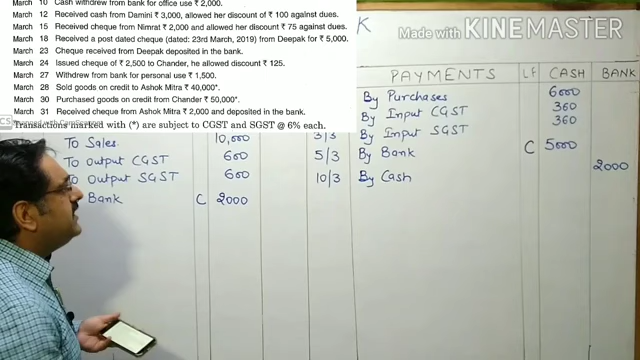 March 10 Cash withdrew from bank for office use ₹ 2,000.
March 12 Received cash from Damini ₹ 3,000, allowed her discount of ₹ 100 against dues.
March 15 Received cheque from Nimrat ₹ 2,000 and allowed her discount ₹ 75 against dues.
March 18 Received a post dated cheque (dated: 23rd March, 2019) from Deepak for ₹ 5,000.
March 23 Cheque received from Deepak deposited in the bank.
March 24 Issued cheque of ₹ 2,500 to Chander, he allowed discount ₹ 125.
March 27 Withdrew from bank for personal use ₹ 1,500.
March 28 Sold goods on credit to Ashok Mitra ₹ 40,000*.
March 30 Purchased goods on credit from Chander ₹ 50,000*.
March 31 Received cheque from Ashok Mitra ₹ 2,000 and deposited in the bank.
CS
Transactions marked with (*) are subject to CGST and SGST @ 6% each.
K
Made with KINEMASTER
PAYMENTS LF CASH BANK
By Purchases 6000
By Input CGST 360
By Input SGST 360
To Sales 10,000 3/3
To Output CGST 600 5/3 By Bank C 5000
To Output SGST 600 10/3 By Cash 2000
Bank C 2000